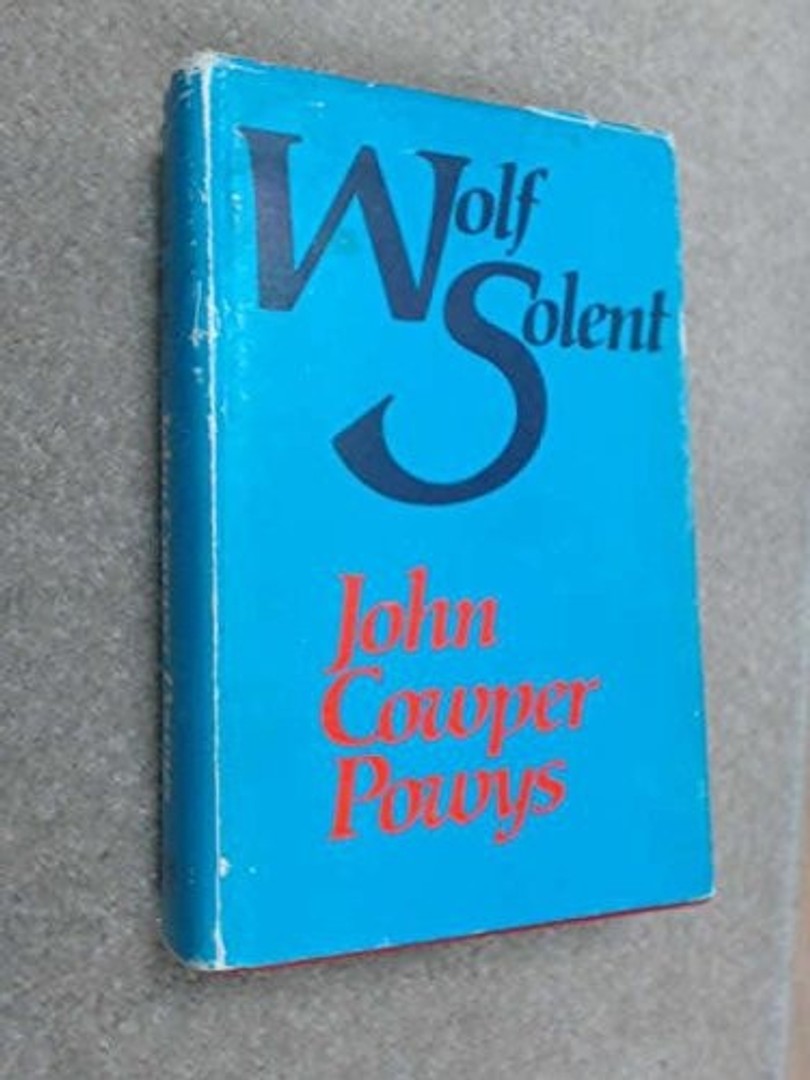 Wolf
Solent
John
Cowper
Powys